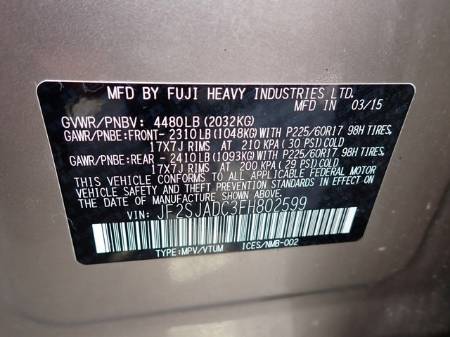 MFD BY FUJI HEAVY INDUSTRIES LTD.
MFD IN 03/15
GVWR/PNBV: 4480LB (2032KG)
GAWR/PNBE:FRONT- 2310LB(1048KG)WITH P225/60R17 98H TIRES,
17X7J RIMS AT 210 KPA (30 PSI) COLD
GAWR/PNBE:REAR - 2410LB(1093KG)WITH P225/60R17 98H TIRES,
17X7J RIMS AT 200 KPA (29 PSI) COLD
THIS VEHICLE CONFORMS TO ALL APPLICABLE FEDERAL MOTOR
VEHICLE SAFETY AND THEFT PREVENTION STANDARDS IN EFFECT
ON THE DATE OF MANUFACTURE SHOWN ABOVE.
VIN: JF2SJADC3FH802599
TYPE:MPV/VTUM ICES/NMB-002